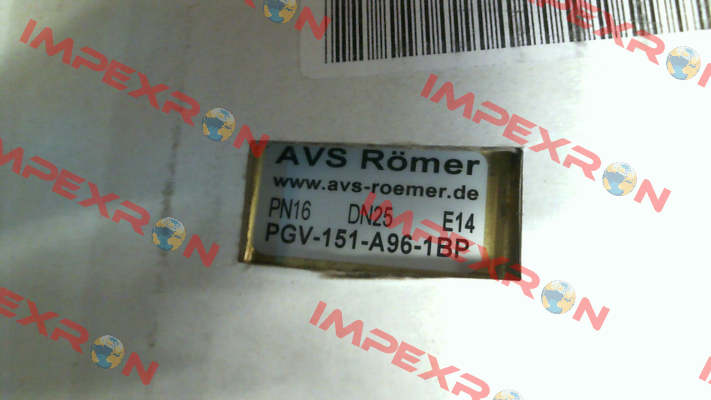 AVS Römer
www.avs-roemer.de
PN16 DN25 E14
PGV-151-A96-1BP
IMPEXRON
IMPEXRON
IMPEXRON
IMPEXRON
IMPEXRON
IMPEXRON
IMPEXRON